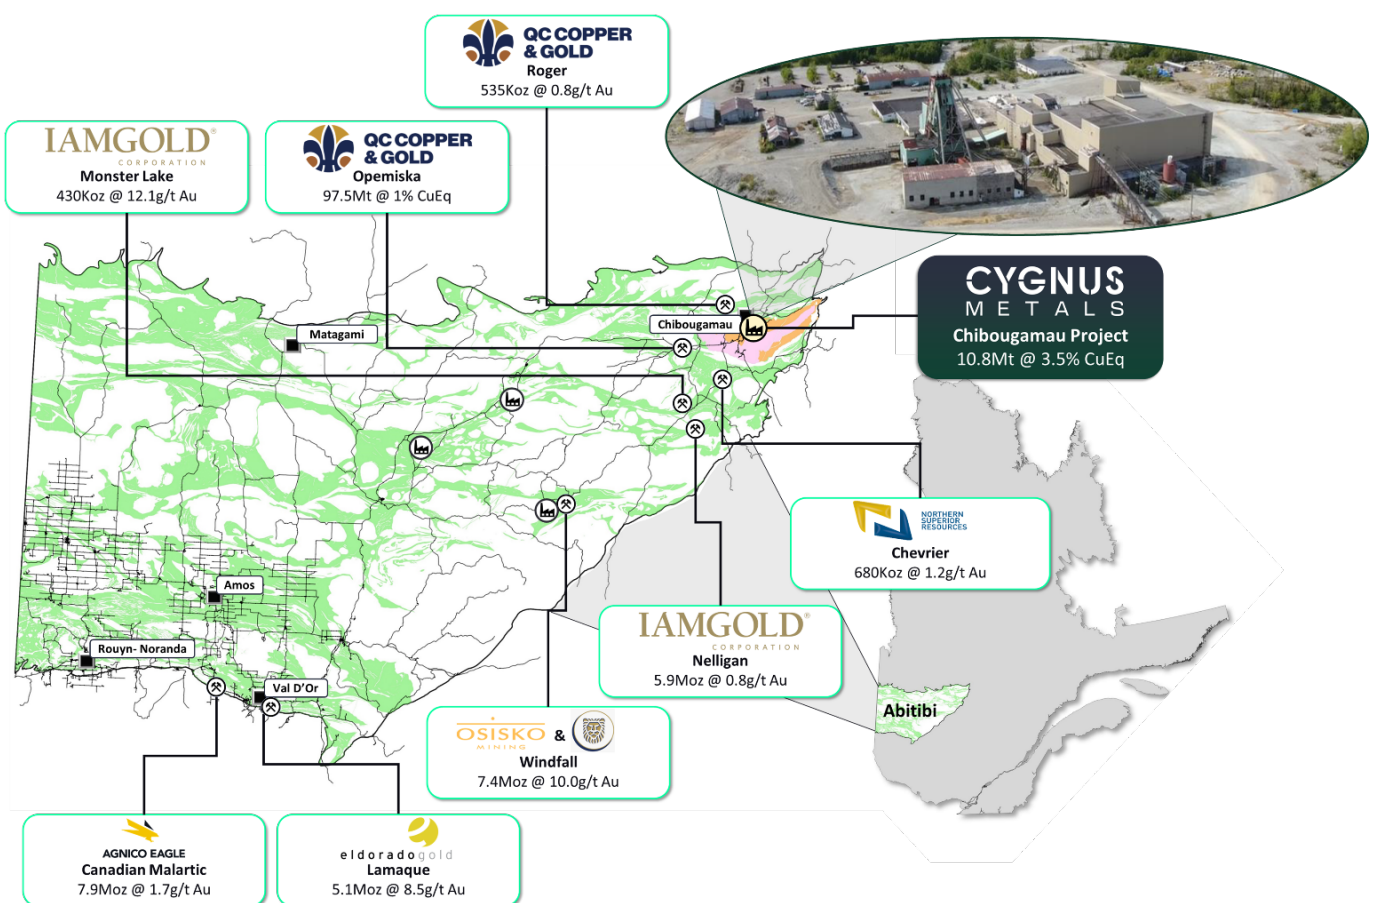 QC COPPER
& GOLD
Roger
535Koz @ 0.8g/t Au
IAMGOLD®
CORPORATION
Monster Lake
430Koz @ 12.1g/t Au
QC COPPER
& GOLD
Opemiska
97.5Mt @ 1% CuEq
CYGNUS
METALS
Chibougamau Project
10.8Mt @ 3.5% CuEq
Chibougamau
Matagami
NORTHERN
SUPERIOR
RESOURCES
Chevrier
680Koz @ 1.2g/t Au
Amos
IAMGOLD®
CORPORATION
Nelligan
5.9Moz @ 0.8g/t Au
Rouyn- Noranda
Val D'Or
Abitibi
OSISKO
MINING
&
Windfall
7.4Moz @ 10.0g/t Au
AGNICO EAGLE
Canadian Malartic
7.9Moz @ 1.7g/t Au
eldoradogold
Lamaque
5.1Moz @ 8.5g/t Au